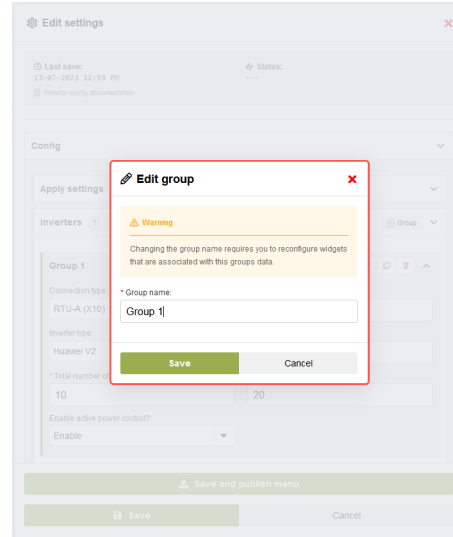 Edit settings
Last save:
13-07-2023 12:59 PM
Status:
---
Remote config documentation
Config
Apply settings
Inverters 1
Group
Edit group
Warning
Changing the group name requires you to reconfigure widgets
that are associated with this groups data.
* Group name:
Group 1
Save
Cancel
Group 1
Connection type:
RTU-A (X10)
Inverter type:
Huawei V2
* Total number of
10
20
Enable active power control?:
Enable
Save and publish menu
Save
Cancel